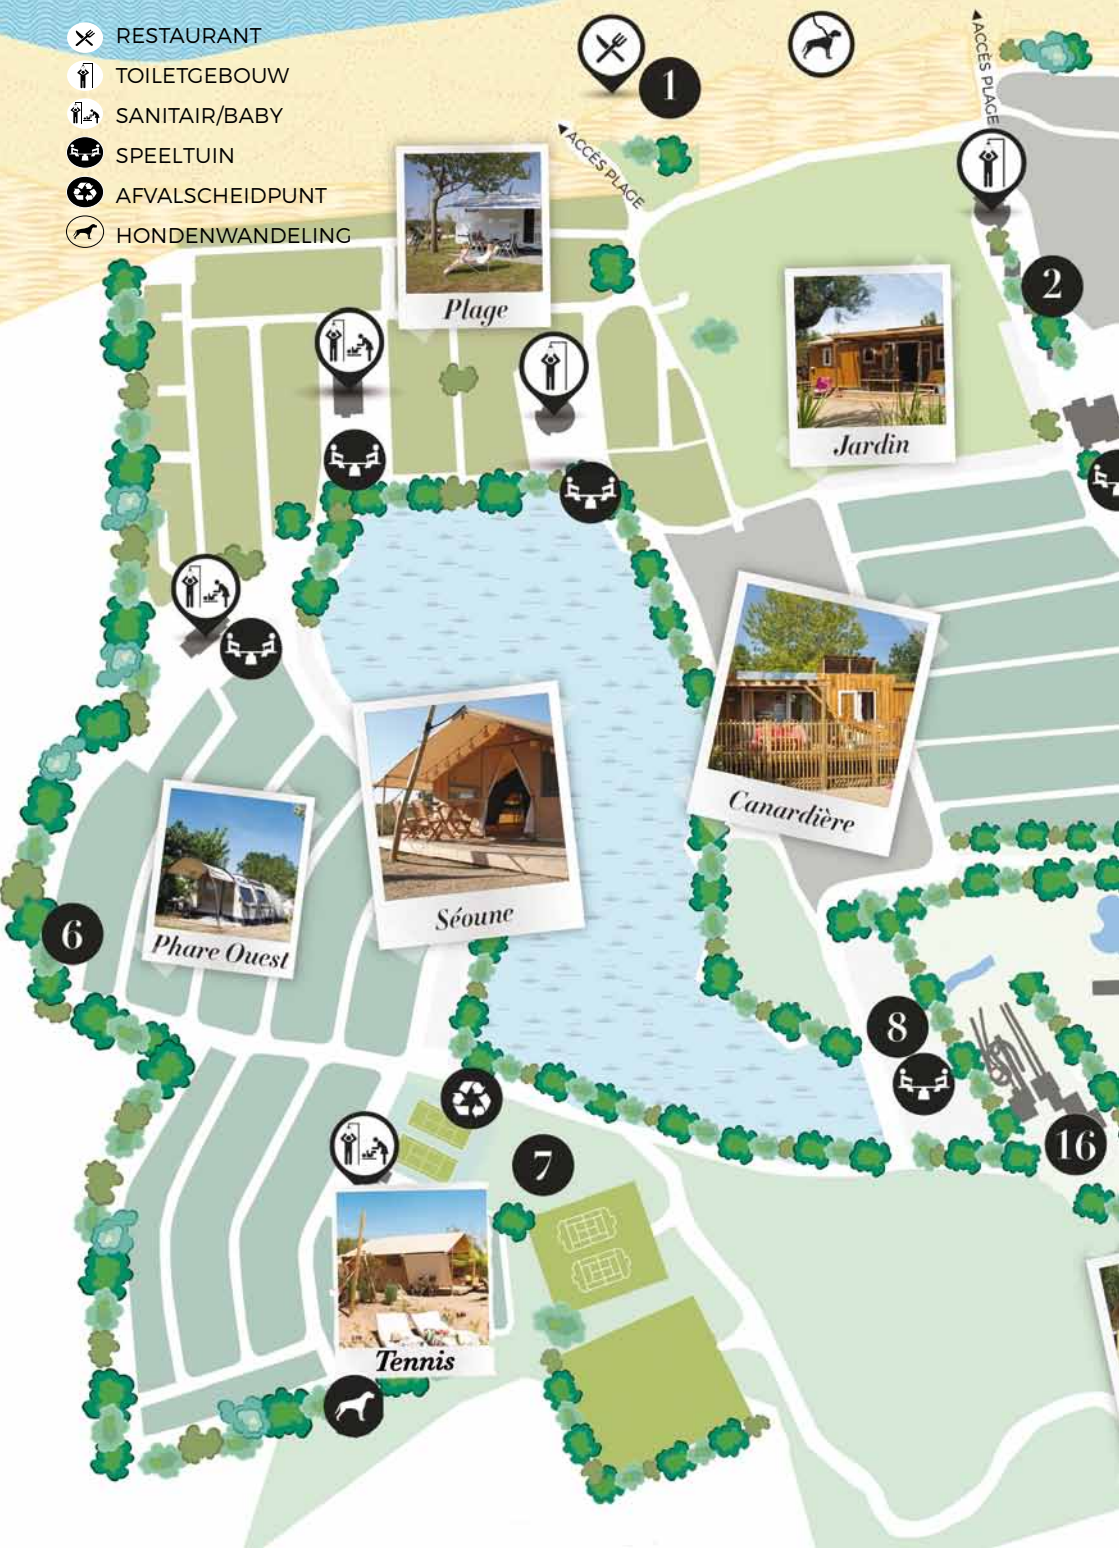 RESTAURANT
TOILETGEBOUW
SANITAIR/BABY
SPEELTUIN
AFVALSCHEIDPUNT
HONDENWANDELING
1
ACCÈS PLAGE
ACCÈS PLAGE
2
Plage
Jardin
Canardière
Séoune
6
Phare Ouest
8
7
16
Tennis